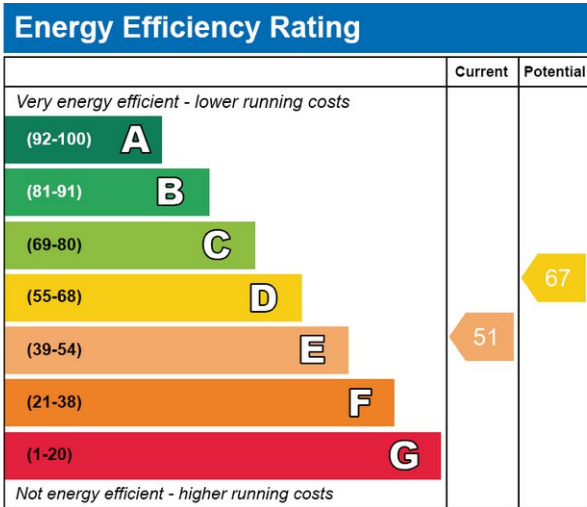 Energy Efficiency Rating
Current Potential
Very energy efficient - lower running costs
(92-100) A
(81-91) B
(69-80) C
(55-68) D
67
(39-54) E
51
(21-38) F
(1-20) G
Not energy efficient - higher running costs